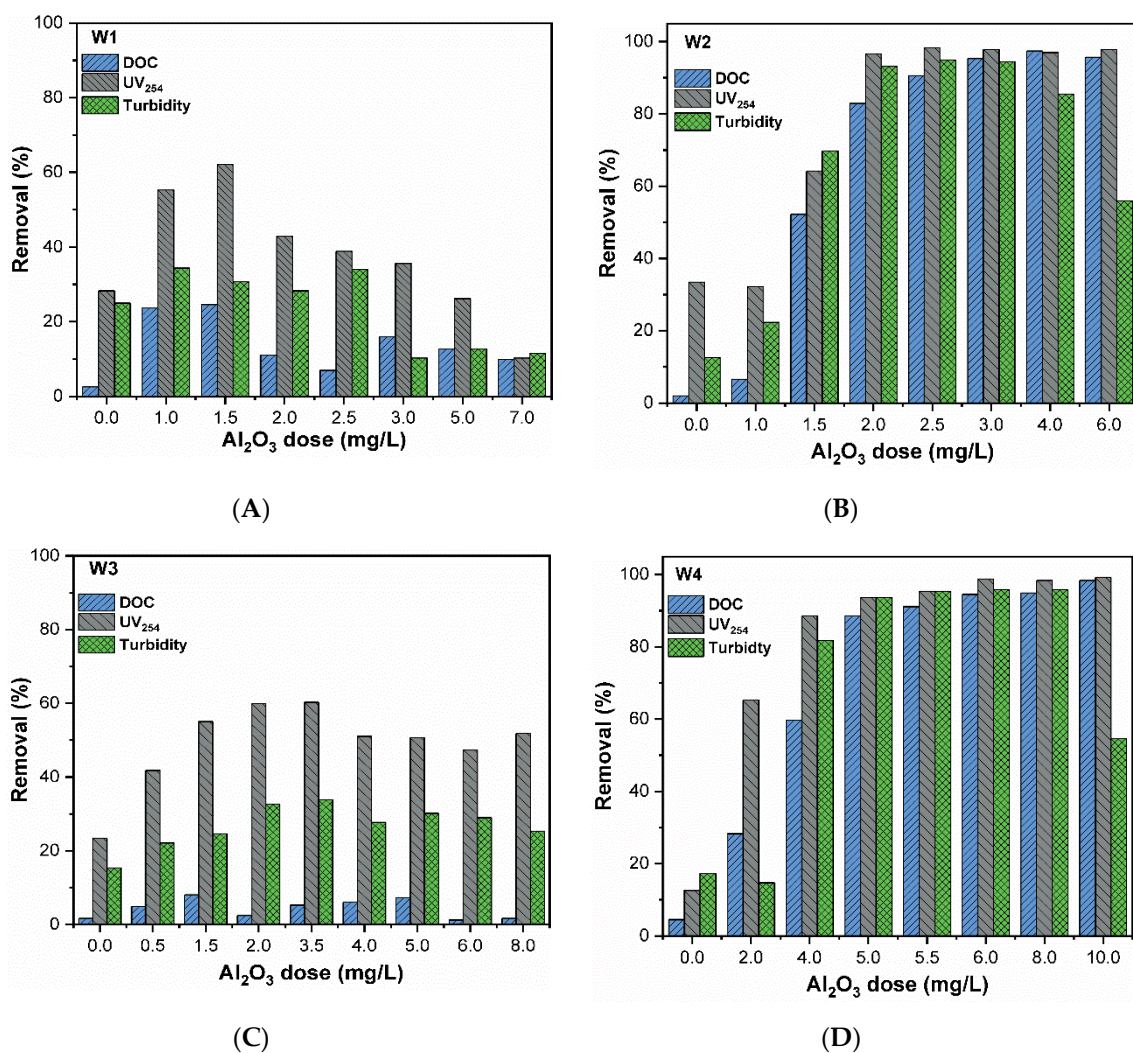 W1
DOC
UV₂₅₄
Turbidity
Removal (%)
100
80
60
40
20
0
0.0 1.0 1.5 2.0 2.5 3.0 5.0 7.0
Al₂O₃ dose (mg/L)
(A)
W2
DOC
UV₂₅₄
Turbidity
Removal (%)
100
80
60
40
20
0
0.0 1.0 1.5 2.0 2.5 3.0 4.0 6.0
Al₂O₃ dose (mg/L)
(B)
W3
DOC
UV₂₅₄
Turbidity
Removal (%)
100
80
60
40
20
0
0.0 0.5 1.5 2.0 3.5 4.0 5.0 6.0 8.0
Al₂O₃ dose (mg/L)
(C)
W4
DOC
UV₂₅₄
Turbidty
Removal (%)
100
80
60
40
20
0
0.0 2.0 4.0 5.0 5.5 6.0 8.0 10.0
Al₂O₃ dose (mg/L)
(D)